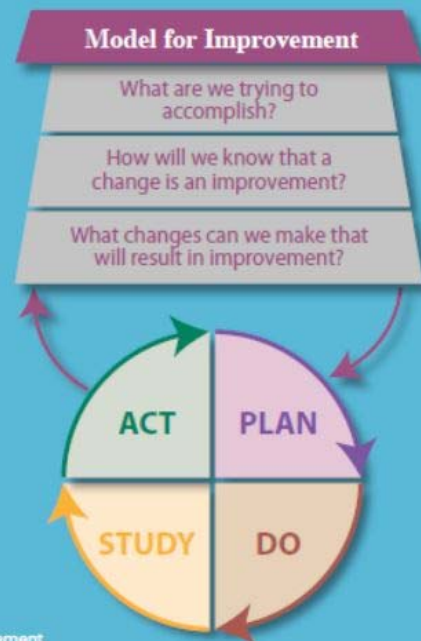 Model for Improvement
What are we trying to
accomplish?
How will we know that a
change is an improvement?
What changes can we make that
will result in improvement?
ACT
PLAN
STUDY
DO